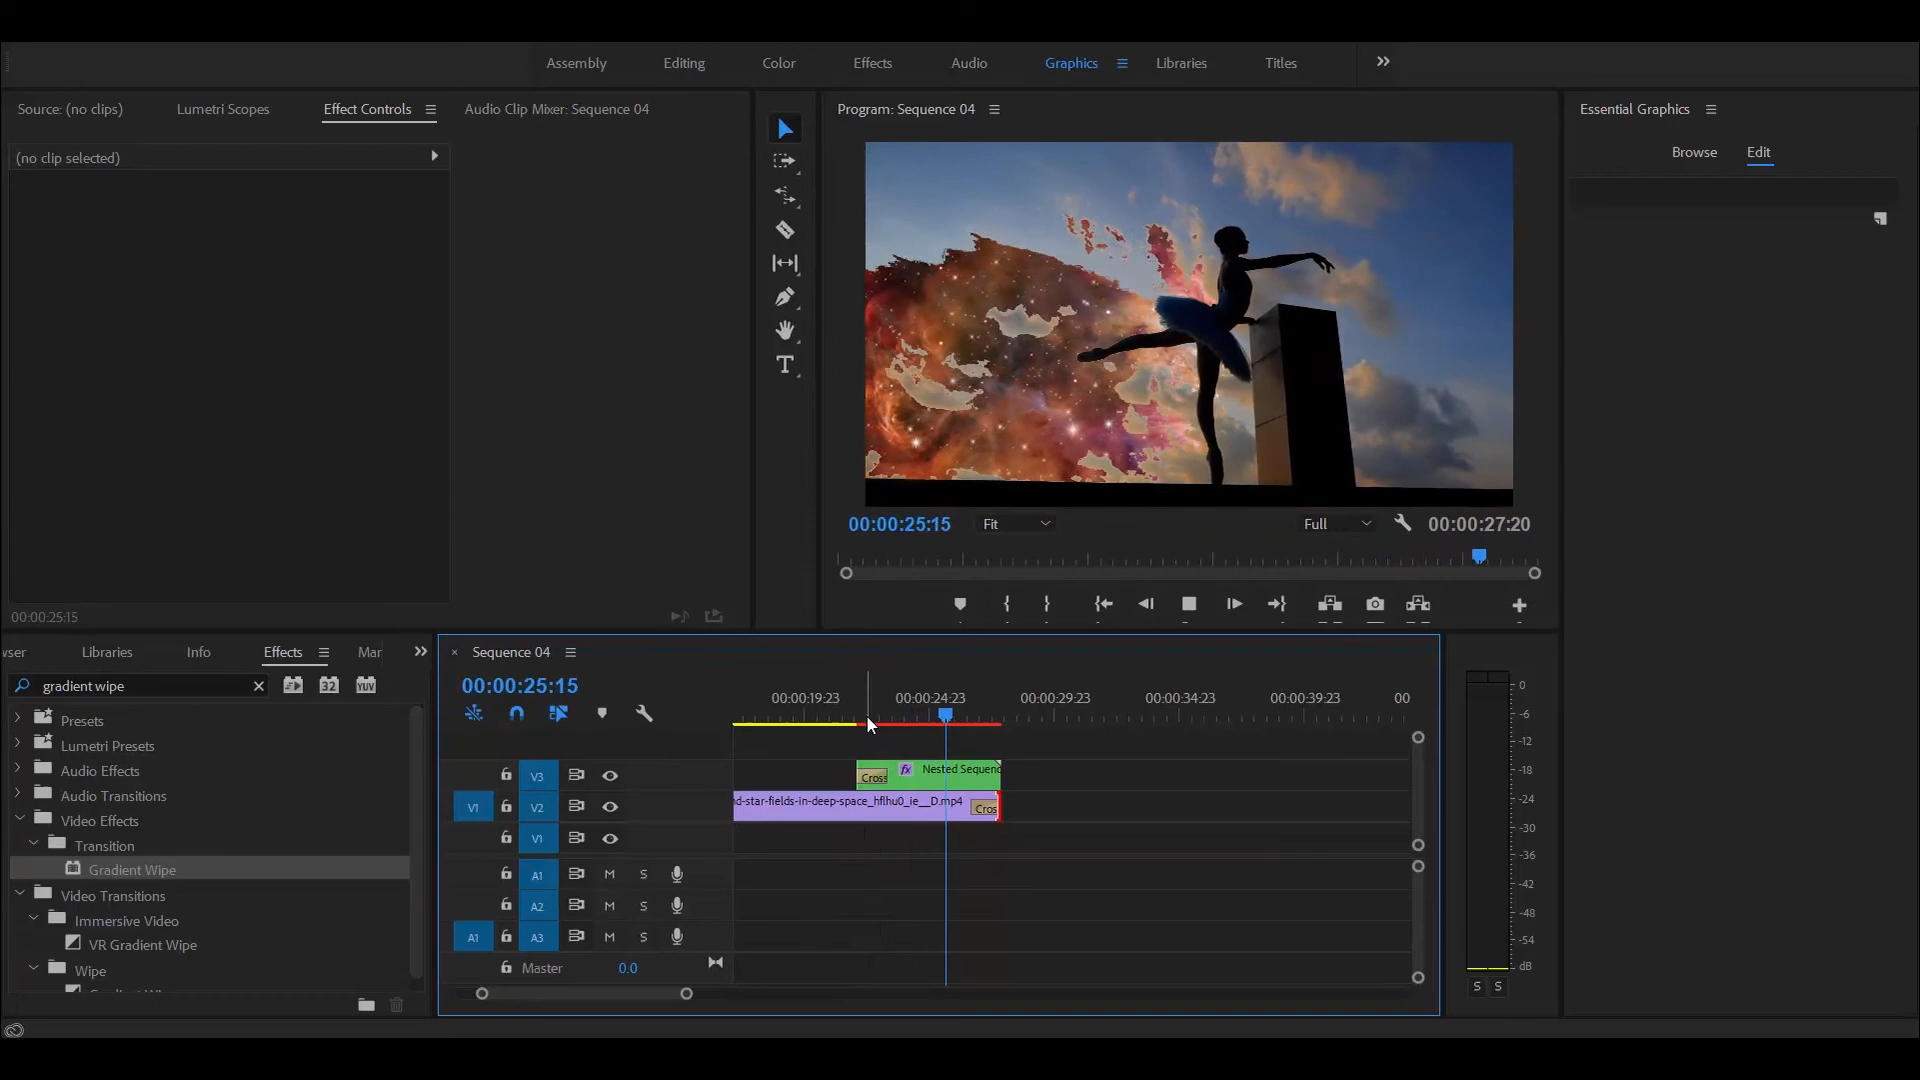 Assembly Editing Color Effects Audio Graphics Libraries Titles
Source: (no clips) Lumetri Scopes Effect Controls Audio Clip Mixer: Sequence 04
Program: Sequence 04
Essential Graphics
(no clip selected)
Browse Edit
T
00:00:25:15 Fit Full 00:00:27:20
00:00:25:15
wser Libraries Info Effects Mar
Sequence 04
gradient wipe
32 YUV
00:00:25:15
00:00:19:23 00:00:24:23 00:00:29:23 00:00:34:23 00:00:39:23 00
Presets
Lumetri Presets
Audio Effects
Audio Transitions
Video Effects
Transition
Gradient Wipe
Video Transitions
Immersive Video
VR Gradient Wipe
Wipe
V3 Cross fx Nested Sequenc
V1 V2 d-star-fields-in-deep-space_hflhu0_ie__D.mp4 Cros
V1
A1 M S
A2 M S
A1 A3 M S
Master 0.0
0
-6
-12
-18
-24
-30
-36
-42
-48
-54
dB
S S